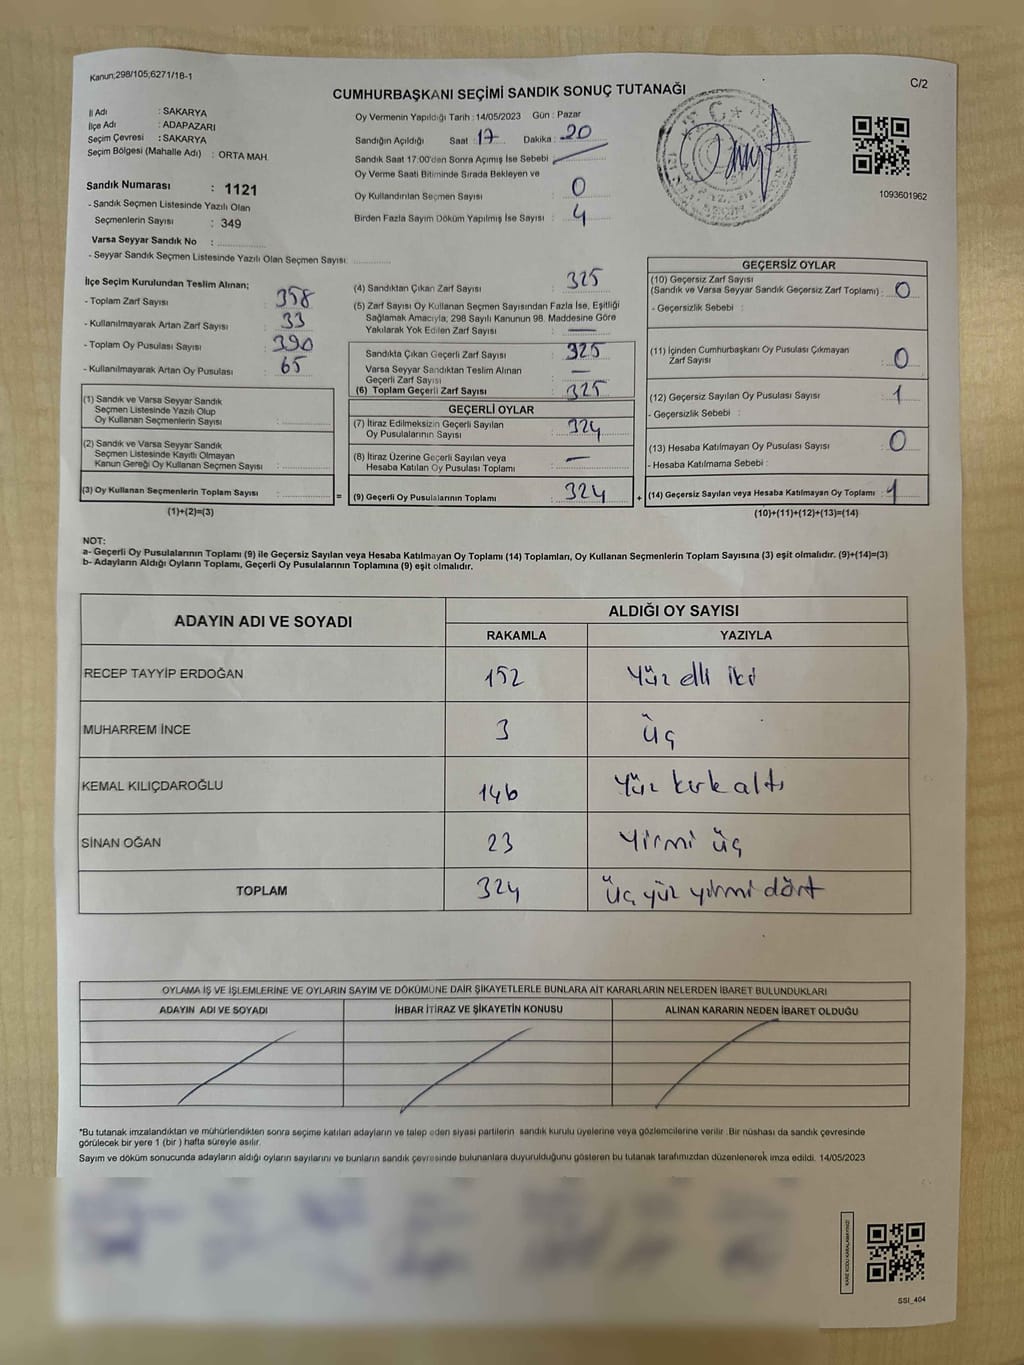 Kanun;298/105;6271/18-1
C/2
CUMHURBAŞKANI SEÇİMİ SANDIK SONUÇ TUTANAĞI
İl Adı : SAKARYA
İlçe Adı : ADAPAZARI
Seçim Çevresi : SAKARYA
Seçim Bölgesi (Mahalle Adı) : ORTA MAH.
Sandık Numarası : 1121
- Sandık Seçmen Listesinde Yazılı Olan
Seçmenlerin Sayısı : 349
Varsa Seyyar Sandık No :
- Seyyar Sandık Seçmen Listesinde Yazılı Olan Seçmen Sayısı:
Oy Vermenin Yapıldığı Tarih : 14/05/2023 Gün : Pazar
Sandığın Açıldığı Saat : 17 Dakika : 20
Sandık Saat 17:00'den Sonra Açımış İse Sebebi
Oy Verme Saati Bitiminde Sırada Bekleyen ve
Oy Kullandırılan Seçmen Sayısı : 0
Birden Fazla Sayım Döküm Yapılmış İse Sayısı : 4
1093601962
İlçe Seçim Kurulundan Teslim Alınan;
- Toplam Zarf Sayısı : 358
- Kullanılmayarak Artan Zarf Sayısı : 33
- Toplam Oy Pusulası Sayısı : 390
- Kullanılmayarak Artan Oy Pusulası : 65
(1) Sandık ve Varsa Seyyar Sandık
Seçmen Listesinde Yazılı Olup
Oy Kullanan Seçmenlerin Sayısı :
(2) Sandık ve Varsa Seyyar Sandık
Seçmen Listesinde Kayıtlı Olmayan
Kanun Gereği Oy Kullanan Seçmen Sayısı :
(3) Oy Kullanan Seçmenlerin Toplam Sayısı :
(1)+(2)=(3)
=
(4) Sandıktan Çıkan Zarf Sayısı : 325
(5) Zarf Sayısı Oy Kullanan Seçmen Sayısından Fazla İse, Eşitliği
Sağlamak Amacıyla; 298 Sayılı Kanunun 98. Maddesine Göre
Yakılarak Yok Edilen Zarf Sayısı : —
Sandıkta Çıkan Geçerli Zarf Sayısı : 325
Varsa Seyyar Sandıktan Teslim Alınan
Geçerli Zarf Sayısı : —
(6) Toplam Geçerli Zarf Sayısı : 325
GEÇERLİ OYLAR
(7) İtiraz Edilmeksizin Geçerli Sayılan
Oy Pusulalarının Sayısı : 324
(8) İtiraz Üzerine Geçerli Sayılan veya
Hesaba Katılan Oy Pusulası Toplamı : —
(9) Geçerli Oy Pusulalarının Toplamı : 324
+
GEÇERSİZ OYLAR
(10) Geçersiz Zarf Sayısı
(Sandık ve Varsa Seyyar Sandık Geçersiz Zarf Toplamı) : 0
- Geçersizlik Sebebi :
(11) İçinden Cumhurbaşkanı Oy Pusulası Çıkmayan
Zarf Sayısı : 0
(12) Geçersiz Sayılan Oy Pusulası Sayısı : 1
- Geçersizlik Sebebi :
(13) Hesaba Katılmayan Oy Pusulası Sayısı : 0
- Hesaba Katılmama Sebebi :
(14) Geçersiz Sayılan veya Hesaba Katılmayan Oy Toplamı : 1
(10)+(11)+(12)+(13)=(14)
NOT:
a- Geçerli Oy Pusulalarının Toplamı (9) ile Geçersiz Sayılan veya Hesaba Katılmayan Oy Toplamı (14) Toplamları, Oy Kullanan Seçmenlerin Toplam Sayısına (3) eşit olmalıdır. (9)+(14)=(3)
b- Adayların Aldığı Oyların Toplamı, Geçerli Oy Pusulalarının Toplamına (9) eşit olmalıdır.
ADAYIN ADI VE SOYADI ALDIĞI OY SAYISI
RAKAMLA YAZIYLA
RECEP TAYYİP ERDOĞAN 152 Yüz elli iki
MUHARREM İNCE 3 Üç
KEMAL KILIÇDAROĞLU 146 Yüz kırk altı
SİNAN OĞAN 23 Yirmi üç
TOPLAM 324 Üç yüz yirmi dört
OYLAMA İŞ VE İŞLEMLERİNE VE OYLARIN SAYIM VE DÖKÜMÜNE DAİR ŞİKAYETLERLE BUNLARA AİT KARARLARIN NELERDEN İBARET BULUNDUKLARI
ADAYIN ADI VE SOYADI İHBAR İTİRAZ VE ŞİKAYETİN KONUSU ALINAN KARARIN NEDEN İBARET OLDUĞU
*Bu tutanak imzalandıktan ve mühürlendikten sonra seçime katılan adayların ve talep eden siyasi partilerin sandık kurulu üyelerine veya gözlemcilerine verilir. Bir nüshası da sandık çevresinde
görülecek bir yere 1 (bir ) hafta süreyle asılır.
Sayım ve döküm sonucunda adayların aldığı oyların sayılarını ve bunların sandık çevresinde bulunanlara duyurulduğunu gösteren bu tutanak tarafımızdan düzenlenerek imza edildi. 14/05/2023
KARE KODU KARALAMAYINIZ!
SSI_404